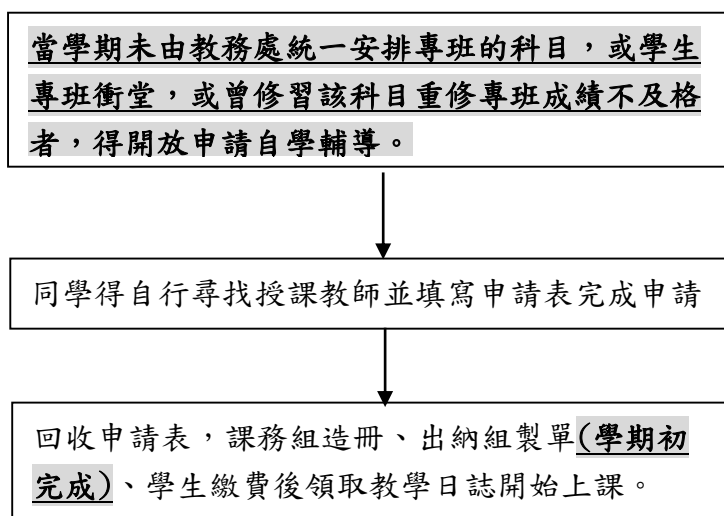 當學期未由教務處統一安排專班的科目，或學生
專班衝堂，或曾修習該科目重修專班成績不及格
者，得開放申請自學輔導。
同學得自行尋找授課教師並填寫申請表完成申請
回收申請表，課務組造冊、出納組製單(學期初
完成)、學生繳費後領取教學日誌開始上課。